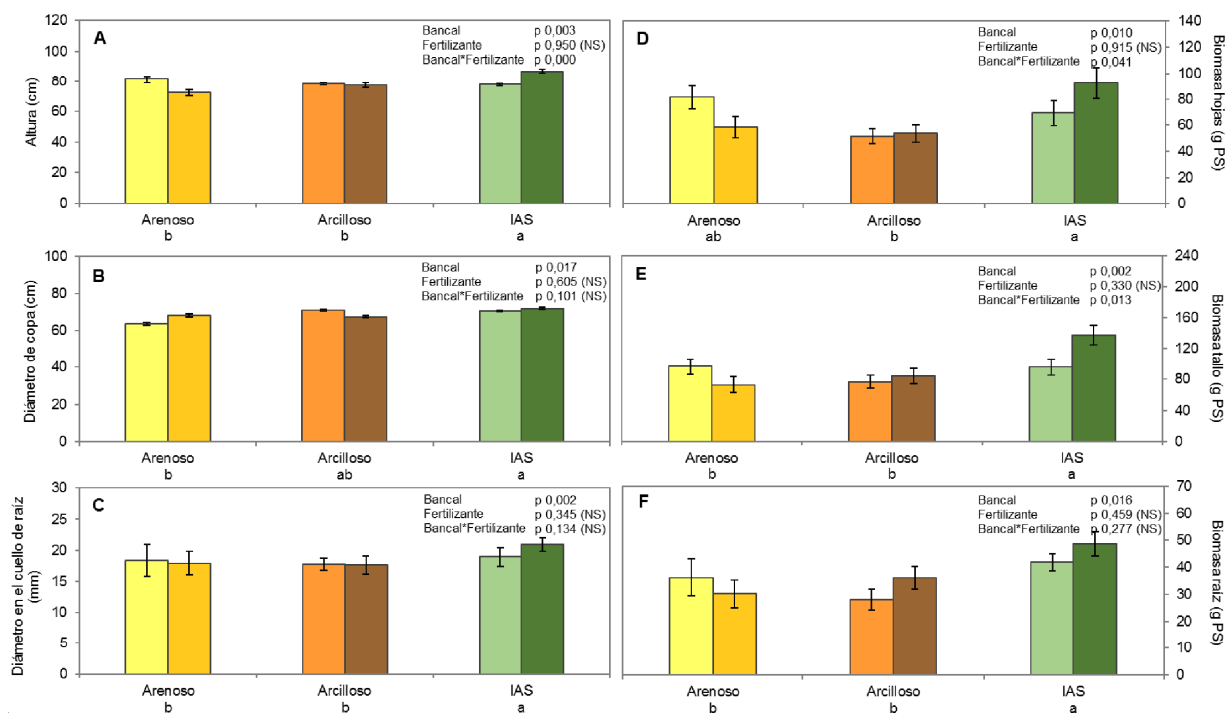 A
Bancal p 0,003
Fertilizante p 0,950 (NS)
Bancal*Fertilizante p 0,000
Altura (cm)
120
100
80
60
40
20
0
Arenoso Arcilloso IAS
b b a
D
Bancal p 0,010
Fertilizante p 0,915 (NS)
Bancal*Fertilizante p 0,041
Biomasa hojas (g PS)
140
120
100
80
60
40
20
0
Arenoso Arcilloso IAS
ab b a
B
Bancal p 0,017
Fertilizante p 0,605 (NS)
Bancal*Fertilizante p 0,101 (NS)
Diámetro de copa (cm)
100
80
60
40
20
0
Arenoso Arcilloso IAS
b ab a
E
Bancal p 0,002
Fertilizante p 0,330 (NS)
Bancal*Fertilizante p 0,013
Biomasa tallo (g PS)
240
200
160
120
80
40
0
Arenoso Arcilloso IAS
b b a
C
Bancal p 0,002
Fertilizante p 0,345 (NS)
Bancal*Fertilizante p 0,134 (NS)
Diámetro en el cuello de raíz
(mm)
30
25
20
15
10
5
0
Arenoso Arcilloso IAS
b b a
F
Bancal p 0,016
Fertilizante p 0,459 (NS)
Bancal*Fertilizante p 0,277 (NS)
Biomasa raíz (g PS)
70
60
50
40
30
20
10
0
Arenoso Arcilloso IAS
b b a